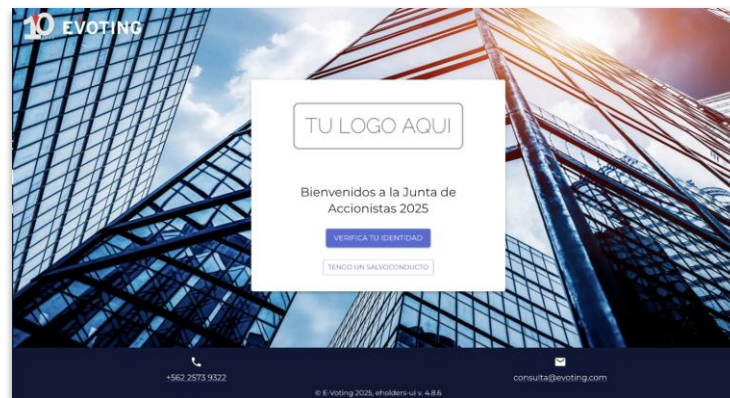 10 EVOTING
TU LOGO AQUI
Bienvenidos a la Junta de
Accionistas 2025
VERIFICA TU IDENTIDAD
TENGO UN SALVOCONDUCTO
+562 2573 9322
consulta@evoting.com
© E-Voting 2025, eholders-ui v. 4.8.6